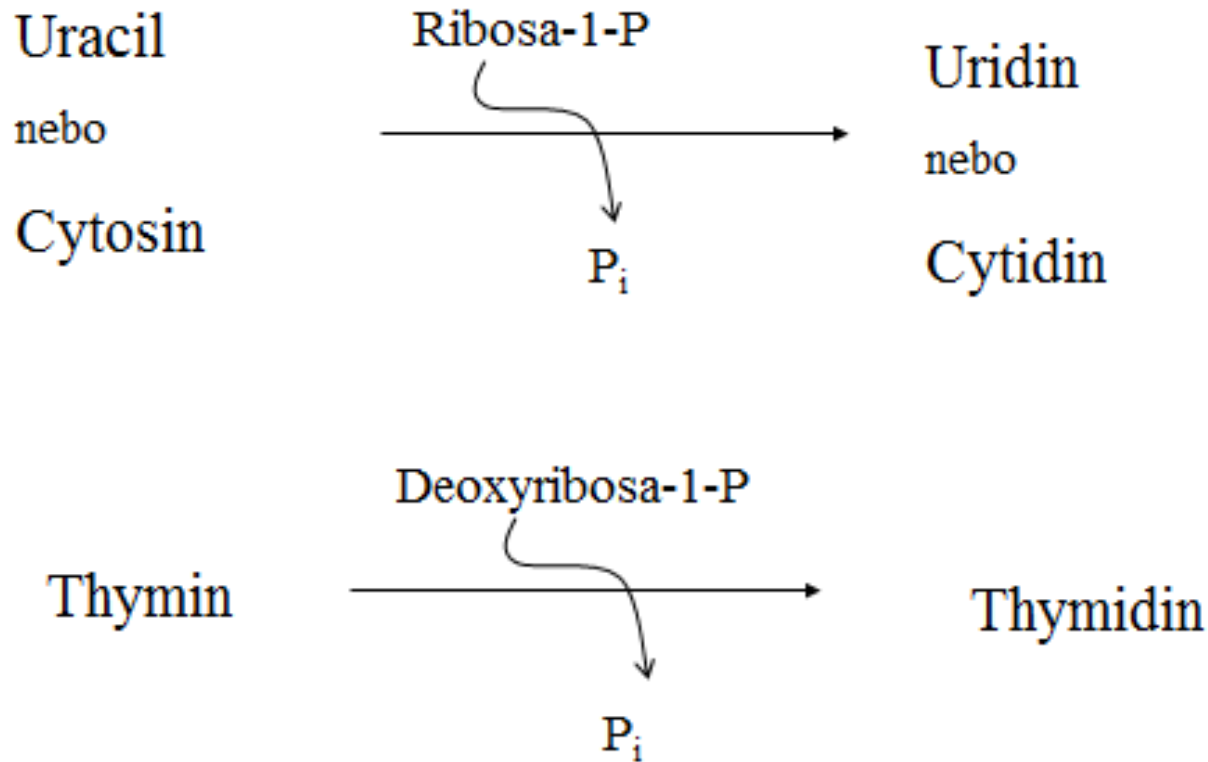 Uracil
nebo
Cytosin
Ribosa-1-P
Pi
Uridin
nebo
Cytidin
Deoxyribosa-1-P
Thymin
Thymidin
Pi